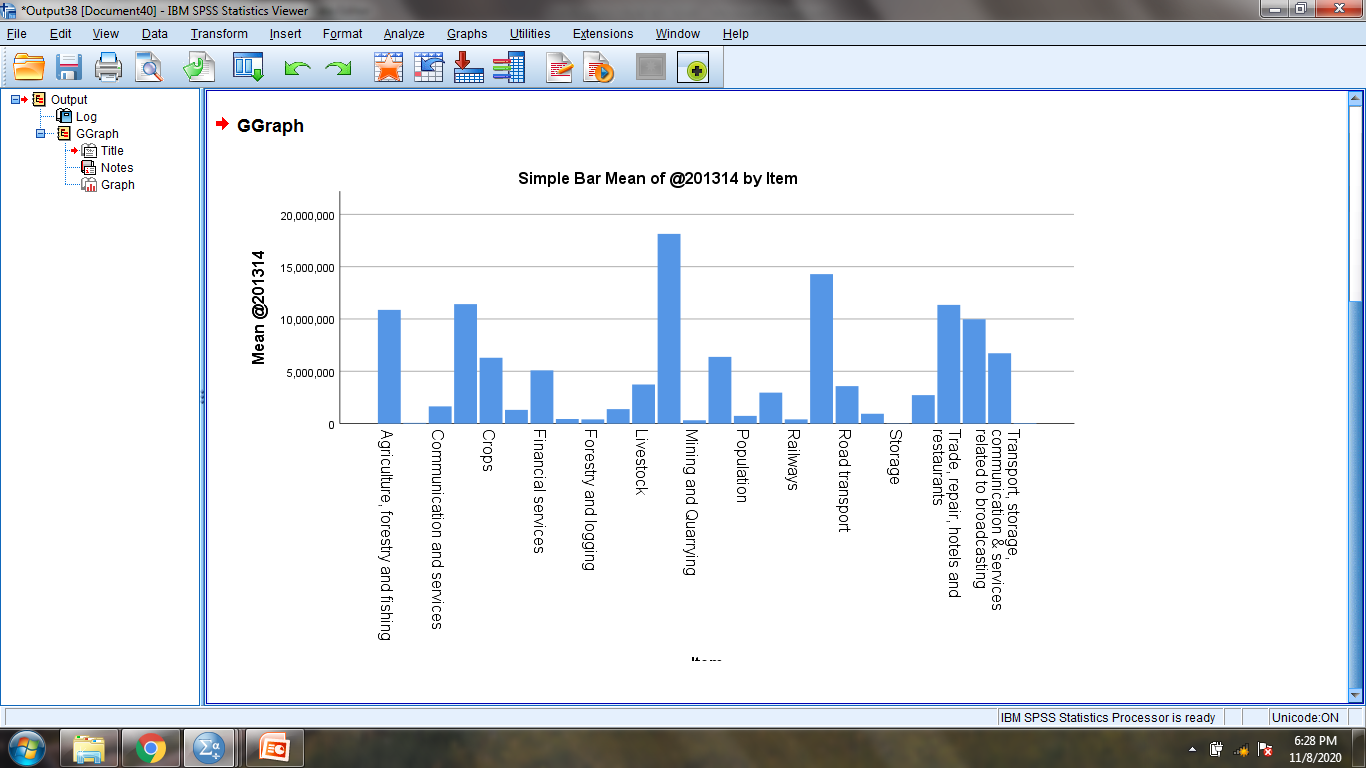 *Output38 [Document40] - IBM SPSS Statistics Viewer
File Edit View Data Transform Insert Format Analyze Graphs Utilities Extensions Window Help
Output
Log
GGraph
Title
Notes
Graph
GGraph
Simple Bar Mean of @201314 by Item
Mean @201314
20,000,000
15,000,000
10,000,000
5,000,000
0
Agriculture, forestry and fishing
Communication and services
Crops
Financial services
Forestry and logging
Livestock
Mining and Quarrying
Population
Railways
Road transport
Storage
Trade, repair, hotels and
restaurants
Transport, storage,
communication & services
related to broadcasting
Item
IBM SPSS Statistics Processor is ready
Unicode:ON
6:28 PM
11/8/2020